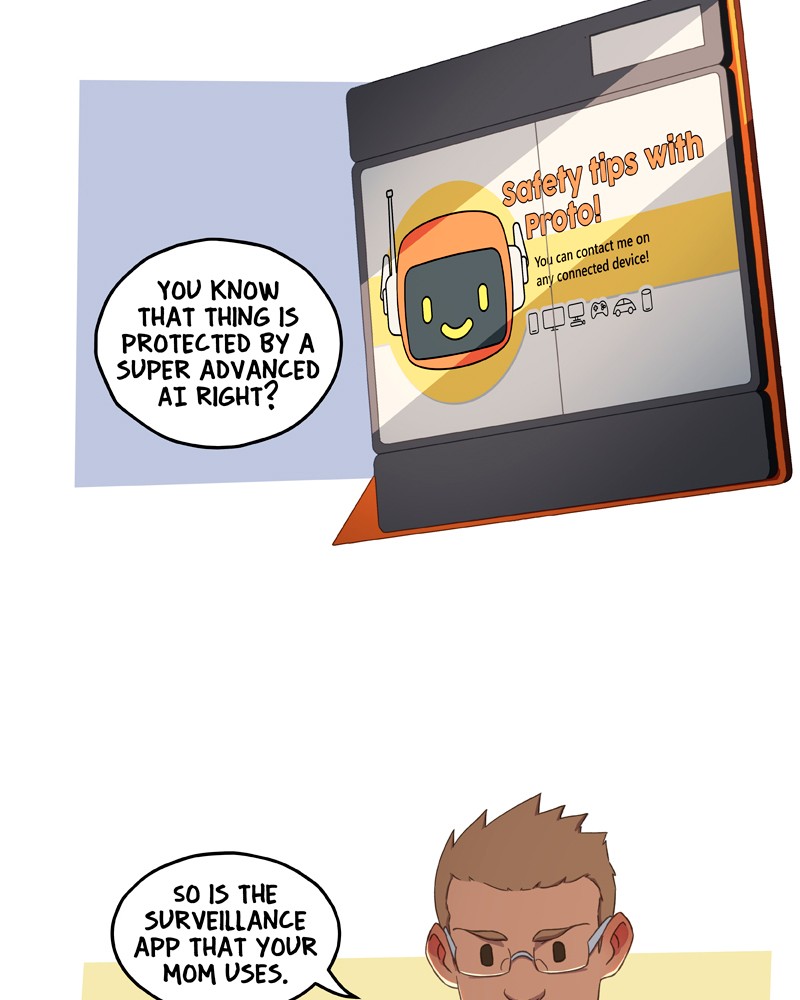 Safety tips with
Proto!
You can contact me on
any connected device!
YOU KNOW
THAT THING IS
PROTECTED BY A
SUPER ADVANCED
AI RIGHT?
SO IS THE
SURVEILLANCE
APP THAT YOUR
MOM USES.